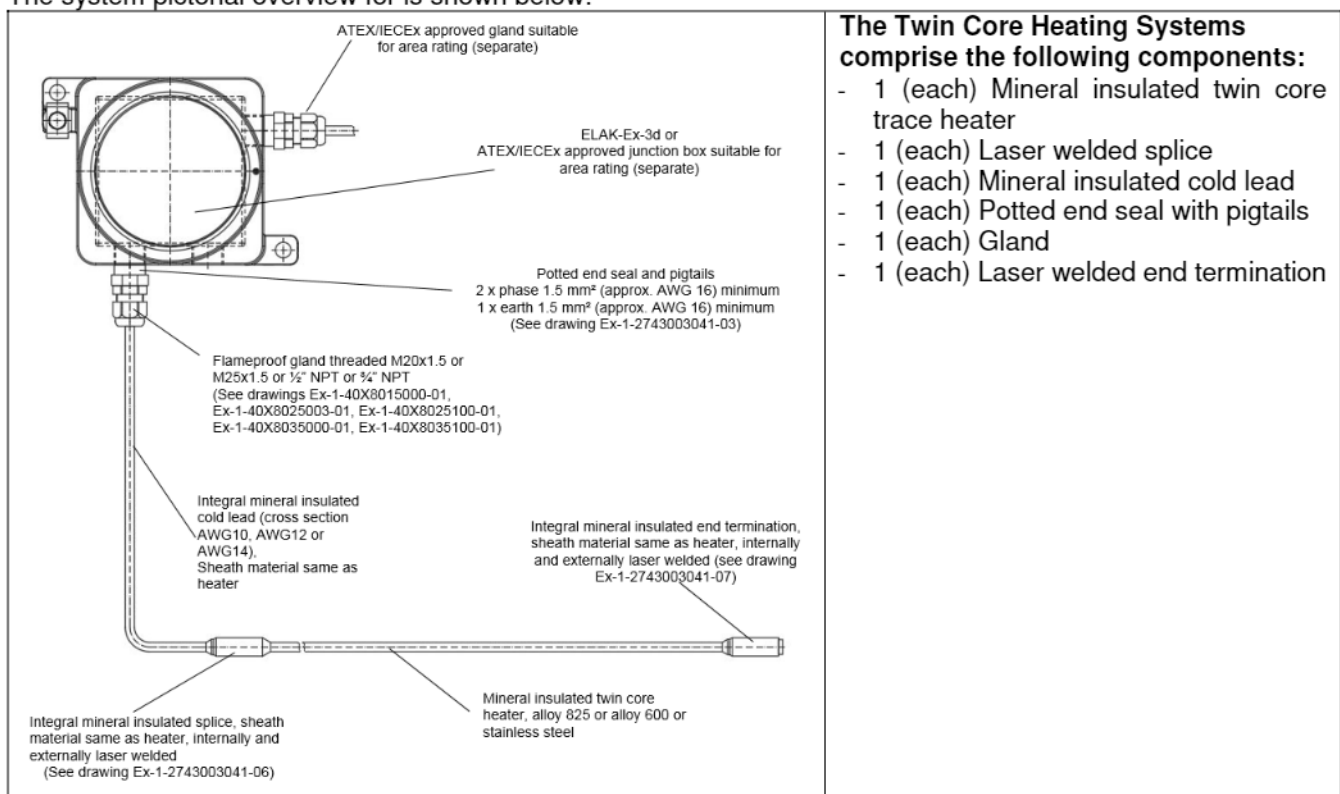 The system pictorial overview for is shown below.
ATEX/IECEx approved gland suitable
for area rating (separate)
ELAK-Ex-3d or
ATEX/IECEx approved junction box suitable for
area rating (separate)
Potted end seal and pigtails
2 x phase 1.5 mm² (approx. AWG 16) minimum
1 x earth 1.5 mm² (approx. AWG 16) minimum
(See drawing Ex-1-2743003041-03)
Flameproof gland threaded M20x1.5 or
M25x1.5 or ½" NPT or ¾" NPT
(See drawings Ex-1-40X8015000-01,
Ex-1-40X8025003-01, Ex-1-40X8025100-01,
Ex-1-40X8035000-01, Ex-1-40X8035100-01)
Integral mineral insulated
cold lead (cross section
AWG10, AWG12 or
AWG14),
Sheath material same as
heater
Integral mineral insulated end termination,
sheath material same as heater, internally
and externally laser welded (see drawing
Ex-1-2743003041-07)
Mineral insulated twin core
heater, alloy 825 or alloy 600 or
stainless steel
Integral mineral insulated splice, sheath
material same as heater, internally and
externally laser welded
(See drawing Ex-1-2743003041-06)
The Twin Core Heating Systems
comprise the following components:
- 1 (each) Mineral insulated twin core
trace heater
- 1 (each) Laser welded splice
- 1 (each) Mineral insulated cold lead
- 1 (each) Potted end seal with pigtails
- 1 (each) Gland
- 1 (each) Laser welded end termination